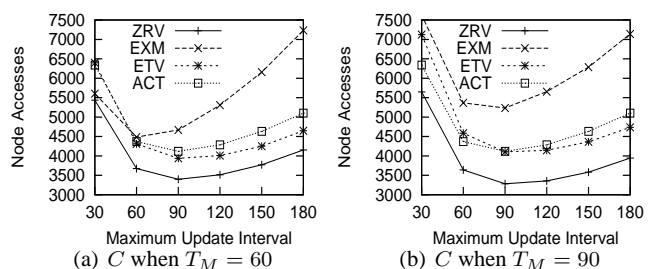 7500
7000
6500
6000
5500
5000
4500
4000
3500
3000
Node Accesses
ZRV
EXM
ETV
ACT
30 60 90 120 150 180
Maximum Update Interval
(a) C when T_M = 60
7500
7000
6500
6000
5500
5000
4500
4000
3500
3000
Node Accesses
ZRV
EXM
ETV
ACT
30 60 90 120 150 180
Maximum Update Interval
(b) C when T_M = 90